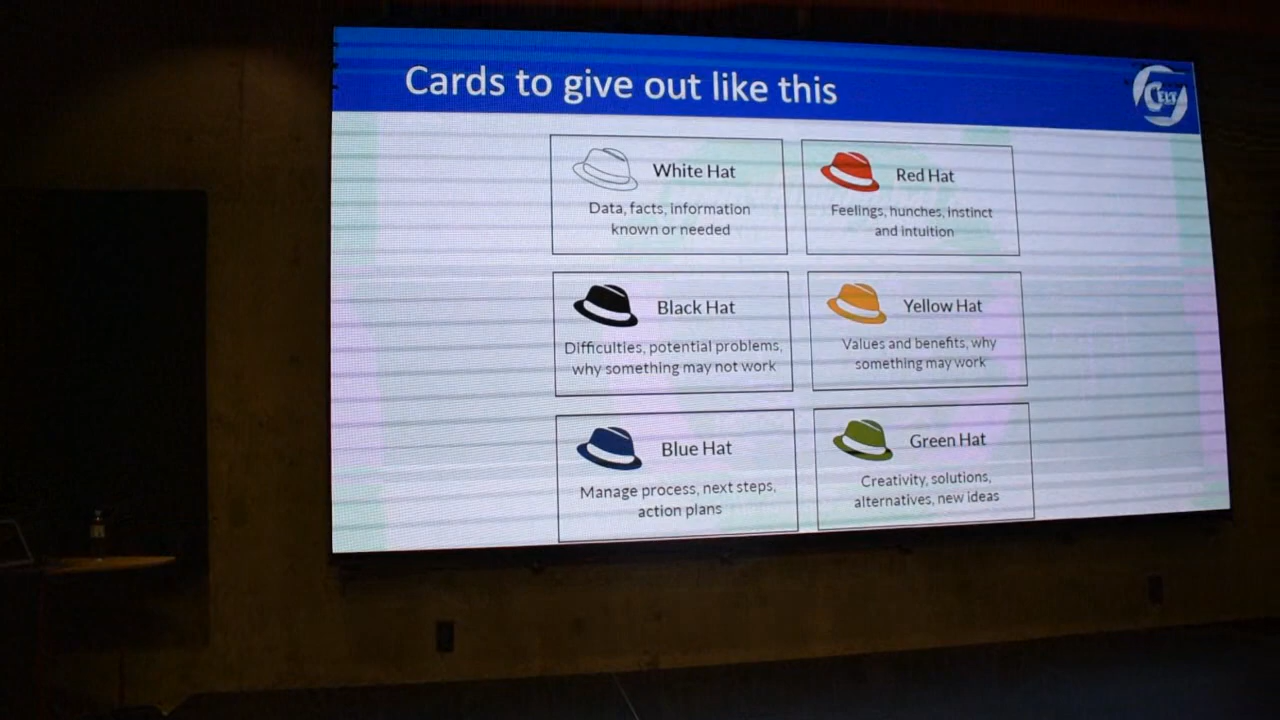 Cards to give out like this
CELT
White Hat
Data, facts, information
known or needed
Red Hat
Feelings, hunches, instinct
and intuition
Black Hat
Difficulties, potential problems,
why something may not work
Yellow Hat
Values and benefits, why
something may work
Blue Hat
Manage process, next steps,
action plans
Green Hat
Creativity, solutions,
alternatives, new ideas